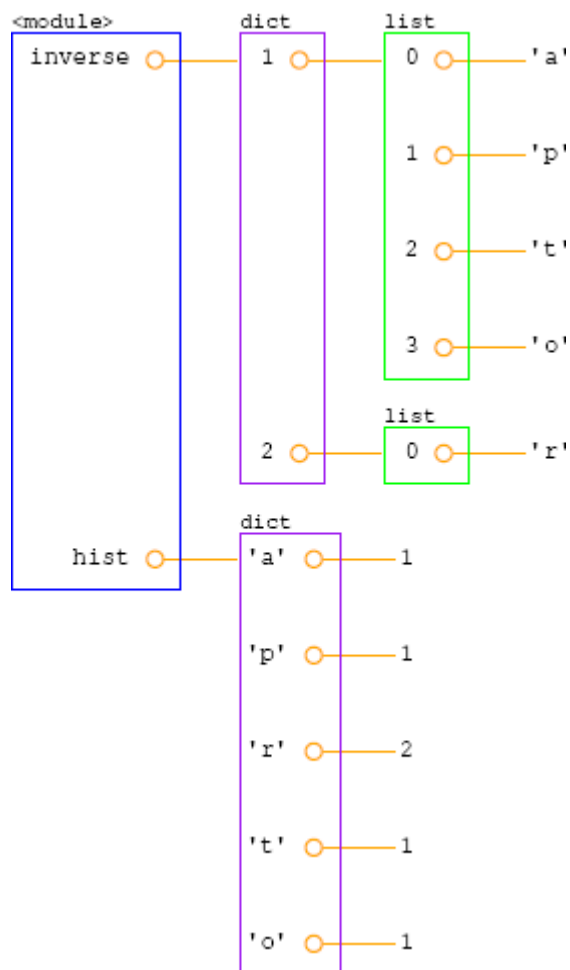 <module> dict list
inverse 1 0 'a'
1 'p'
2 't'
3 'o'
list
2 0 'r'
dict
hist 'a' 1
'p' 1
'r' 2
't' 1
'o' 1